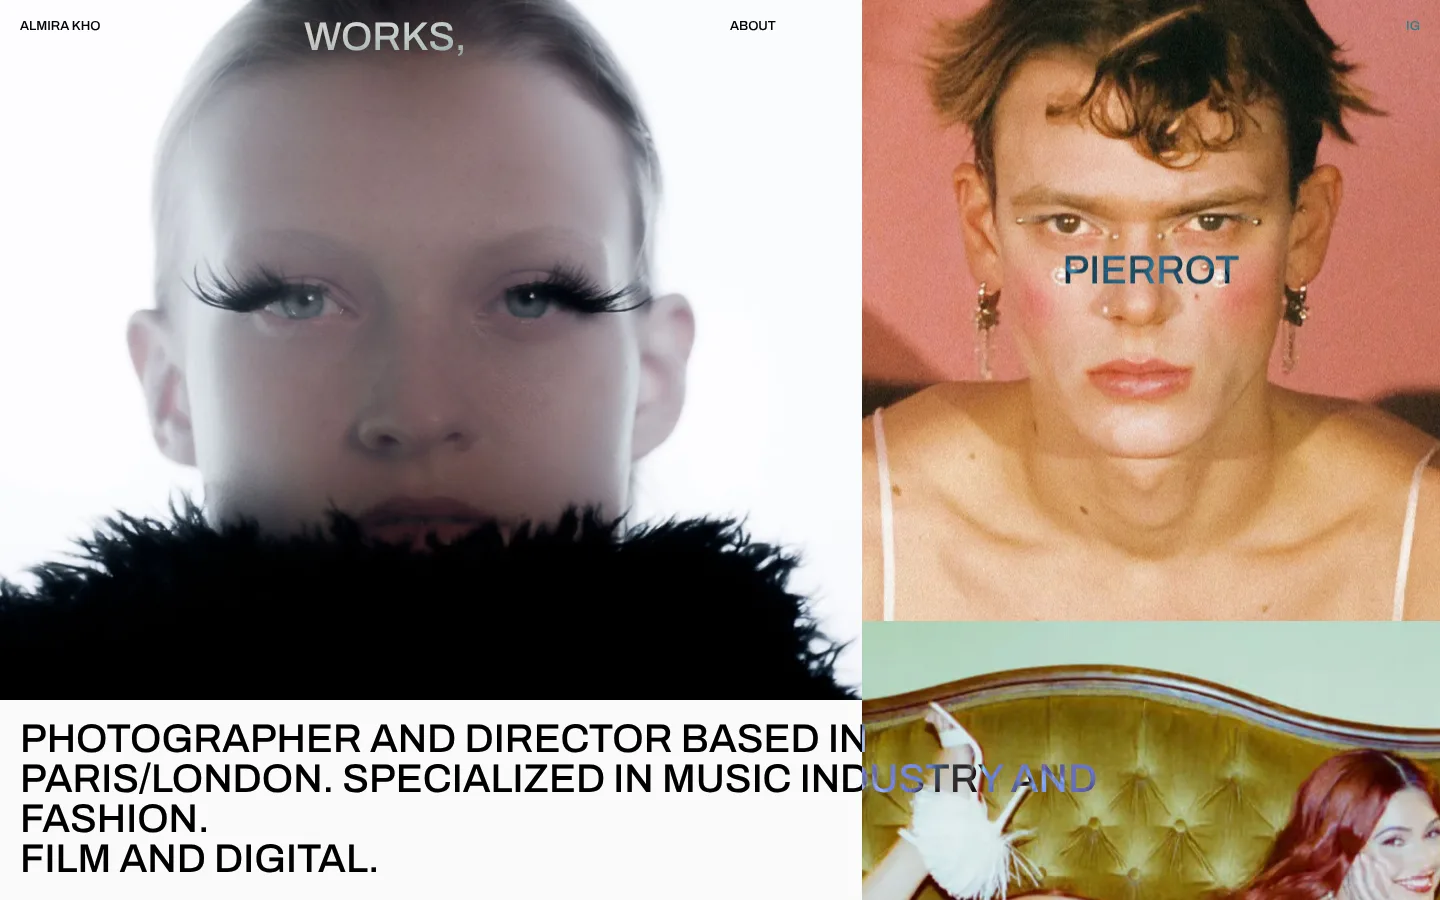 ALMIRA KHO
WORKS,
ABOUT
IG
PIERROT
PHOTOGRAPHER AND DIRECTOR BASED IN
PARIS/LONDON. SPECIALIZED IN MUSIC INDUSTRY AND
FASHION.
FILM AND DIGITAL.